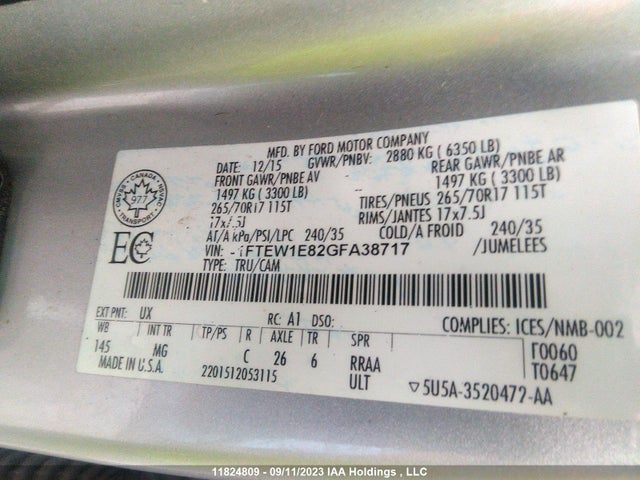 MFD. BY FORD MOTOR COMPANY
DATE: 12/15 GVWR/PNBV: 2880 KG ( 6350 LB)
FRONT GAWR/PNBE AV REAR GAWR/PNBE AR
1497 KG ( 3300 LB) 1497 KG ( 3300 LB)
265/70R17 115T TIRES/PNEUS 265/70R17 115T
17x7.5J RIMS/JANTES 17x7.5J
AT/A kPa/PSI/LPC 240/35 COLD/A FROID 240/35
VIN: 1FTEW1E82GFA38717 /JUMELEES
TYPE: TRU/CAM
CANADA
977
TRANSPORT
EC
EXT PNT: UX RC: A1 DSO: COMPLIES: ICES/NMB-002
WB INT TR TP/PS R AXLE TR SPR T0060
145 MG C 26 6 RRAA T0647
MADE IN U.S.A. 2201512053115 ULT ▽5U5A-3520472-AA
11824809 - 09/11/2023 IAA Holdings , LLC